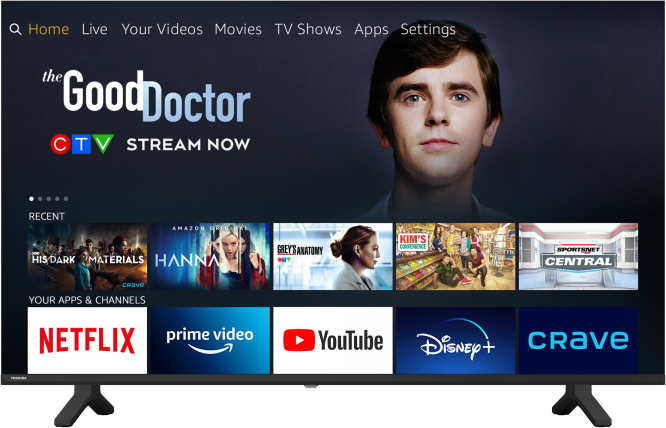 Home Live Your Videos Movies TV Shows Apps Settings
the
Good Doctor
CTV STREAM NOW
RECENT
HIS DARK MATERIALS
CRAVE
AMAZON ORIGINAL
HANNA
GREY'S ANATOMY
CTV
KIM'S
CONVENIENCE
SPORTSNET
CENTRAL
YOUR APPS & CHANNELS
NETFLIX
prime video
YouTube
Disney+
CRAVE
TOSHIBA